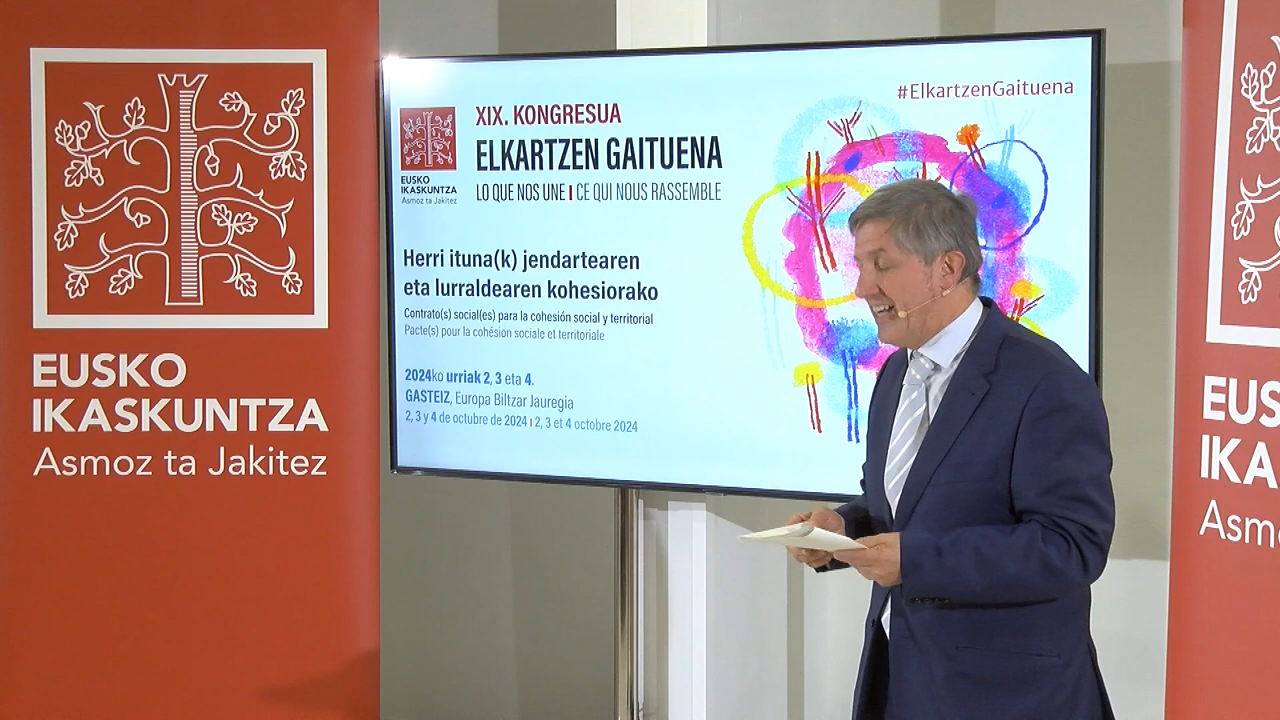 EUSKO
IKASKUNTZA
Asmoz ta Jakitez
#ElkartzenGaituena
XIX. KONGRESUA
ELKARTZEN GAITUENA
LO QUE NOS UNE I CE QUI NOUS RASSEMBLE
EUSKO
IKASKUNTZA
Asmoz ta Jakitez
Herri ituna(k) jendartearen
eta lurraldearen kohesiorako
Contrato(s) social(es) para la cohesión social y territorial
Pacte(s) pour la cohésion sociale et territoriale
2024ko urriak 2, 3 eta 4.
GASTEIZ, Europa Biltzar Jauregia
2, 3 y 4 de octubre de 2024 I 2, 3 et 4 octobre 2024
EUS
IKA
Asm